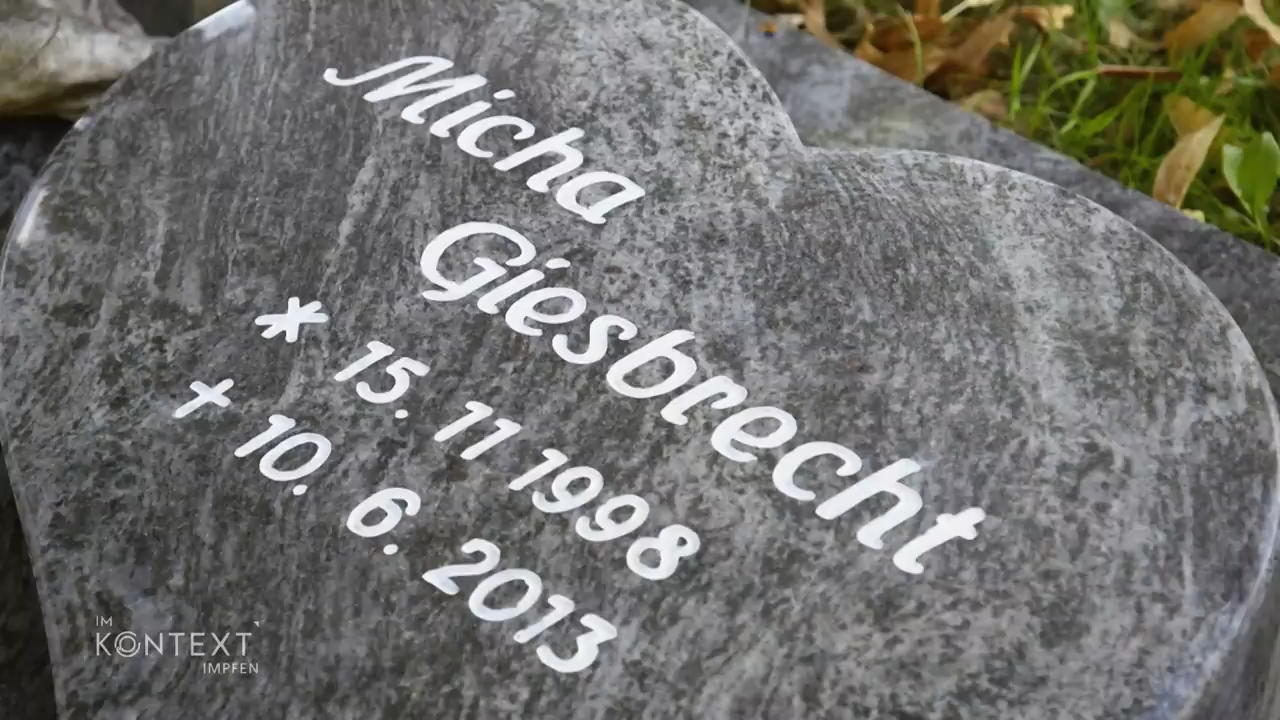 Micha
Giesbrecht
* 15. 11 1998
+ 10. 6. 2013
IM
KONTEXT
IMPFEN